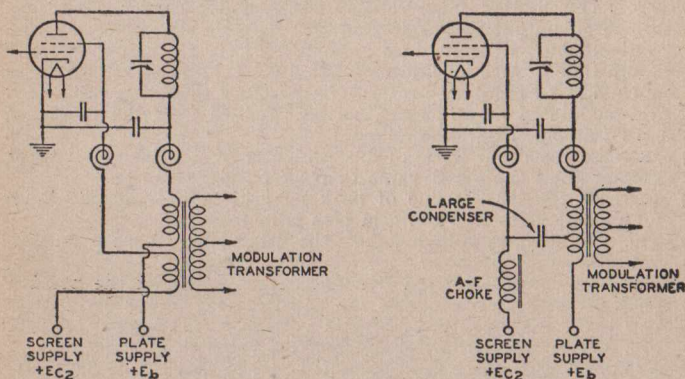 MODULATION
TRANSFORMER
SCREEN
SUPPLY
+Ec₂
PLATE
SUPPLY
+Eb
LARGE
CONDENSER
A-F
CHOKE
MODULATION
TRANSFORMER
SCREEN
SUPPLY
+Ec₂
PLATE
SUPPLY
+Eb